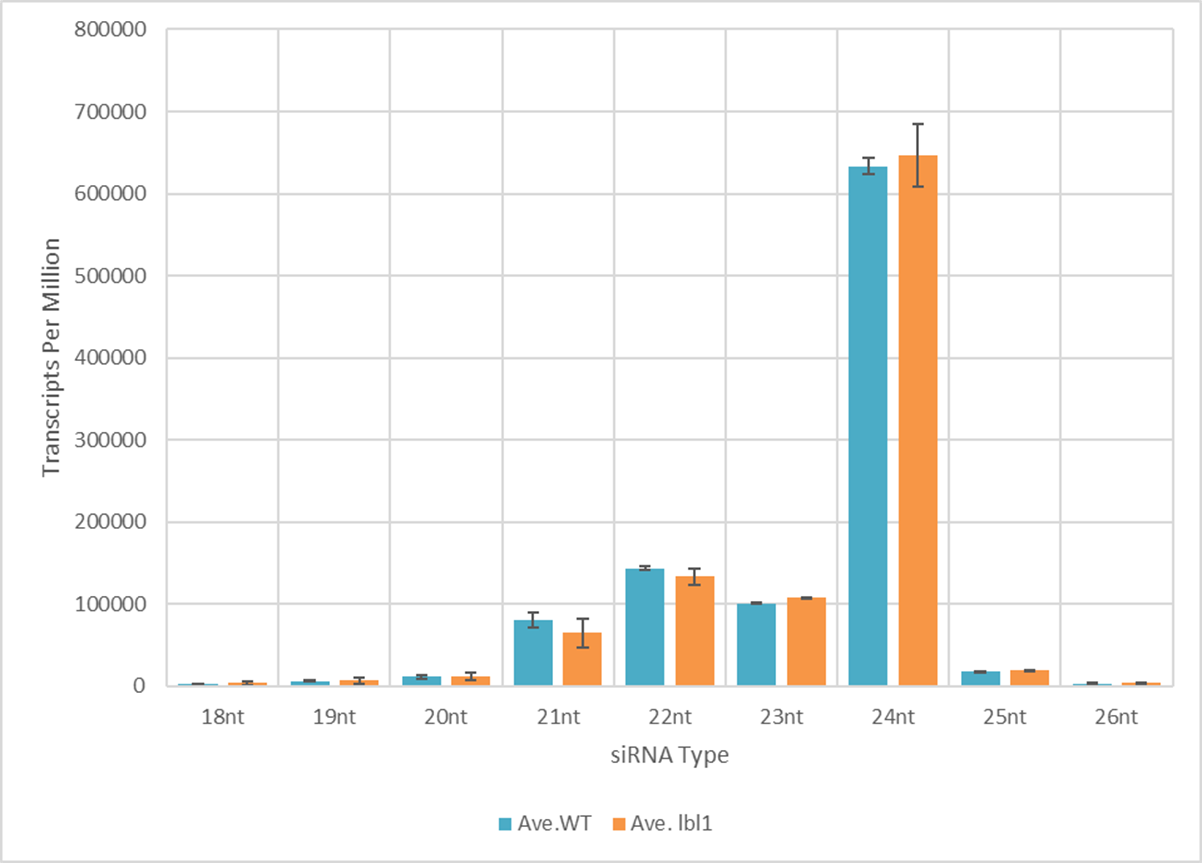 800000
700000
600000
500000
400000
300000
200000
100000
0
Transcripts Per Million
18nt 19nt 20nt 21nt 22nt 23nt 24nt 25nt 26nt
siRNA Type
Ave.WT Ave. lbl1